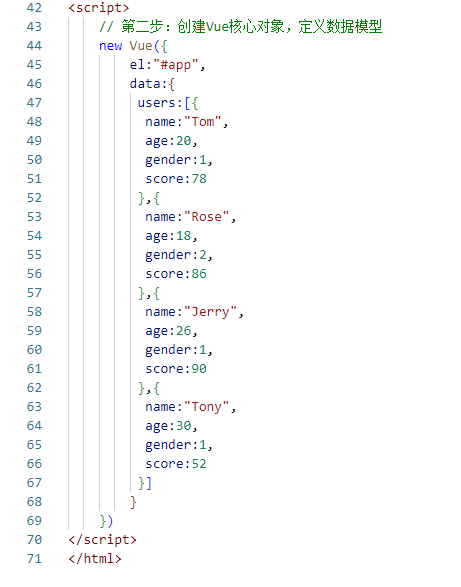 42 <script>
43 // 第二步：创建Vue核心对象，定义数据模型
44 new Vue({
45 el:"#app",
46 data:{
47 users:[{
48 name:"Tom",
49 age:20,
50 gender:1,
51 score:78
52 },{
53 name:"Rose",
54 age:18,
55 gender:2,
56 score:86
57 },{
58 name:"Jerry",
59 age:26,
60 gender:1,
61 score:90
62 },{
63 name:"Tony",
64 age:30,
65 gender:1,
66 score:52
67 }]
68 }
69 })
70 </script>
71 </html>